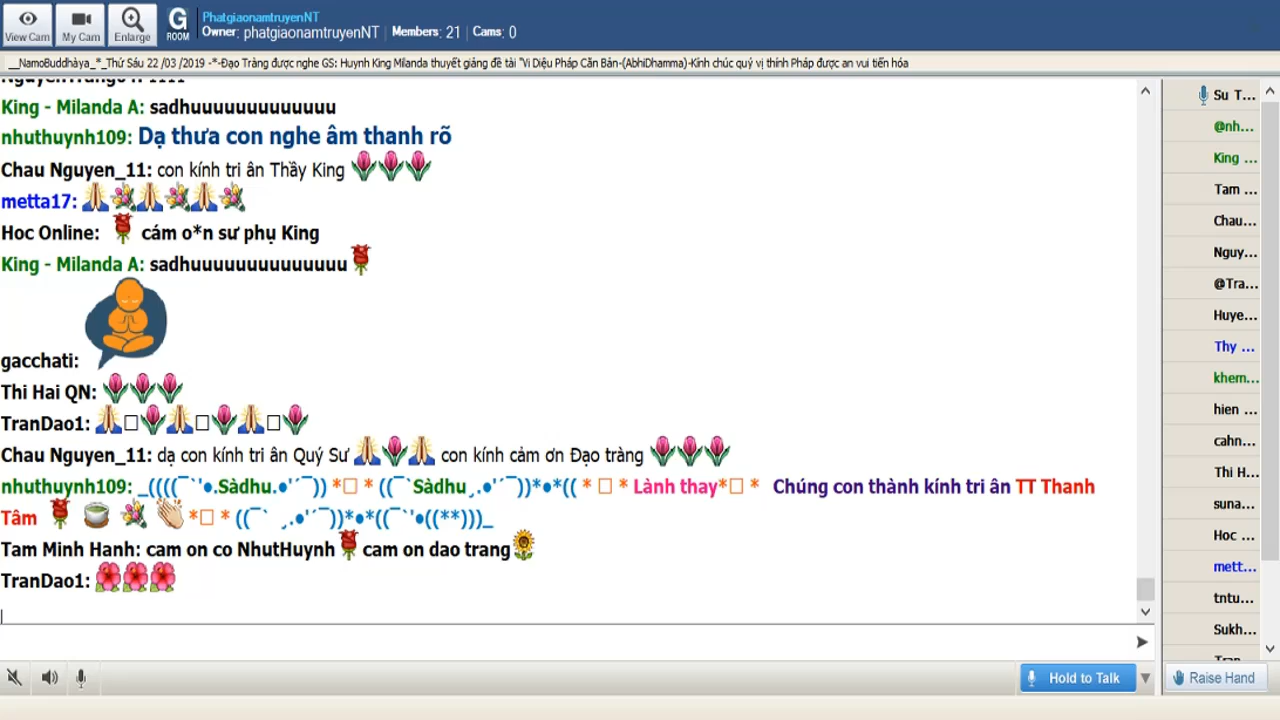 View Cam
My Cam
Enlarge
G
ROOM
PhatgiaonamtruyenNT
Owner: phatgiaonamtruyenNT Members: 21 Cams: 0
__NamoBuddhàya_*_Thứ Sáu 22 /03 /2019 -*-Đạo Tràng được nghe GS: Huynh King Milanda thuyết giảng đề tài "Vi Diệu Pháp Căn Bản-(AbhiDhamma)-Kính chúc quý vị thính Pháp được an vui tiến hóa
King - Milanda A: sadhuuuuuuuuuuuuu
nhuthuynh109: Dạ thưa con nghe âm thanh rõ
Chau Nguyen_11: con kính tri ân Thầy King
metta17:
Hoc Online: cám o*n sư phụ King
King - Milanda A: sadhuuuuuuuuuuuuuu
gacchati:
Thi Hai QN:
TranDao1:
Chau Nguyen_11: dạ con kính tri ân Quý Sư con kính cảm ơn Đạo tràng
nhuthuynh109: _((((¯`'●.Sàdhu.●'´¯)) *□ * ((¯`Sàdhu¸.●'´¯))*●*(( * □ * Lành thay*□ * Chúng con thành kính tri ân TT Thanh
Tâm *□ * ((¯` ¸.●'´¯))*●*((¯`'●((**)))_
Tam Minh Hanh: cam on co NhutHuynh cam on dao trang
TranDao1:
Su T...
@nh...
King ...
Tam ...
Chau...
Nguy...
@Tra...
Huye...
Thy ...
khem...
hien ...
cahn...
Thi H...
suna...
Hoc ...
mett...
tntu...
Sukh...
Hold to Talk
Raise Hand